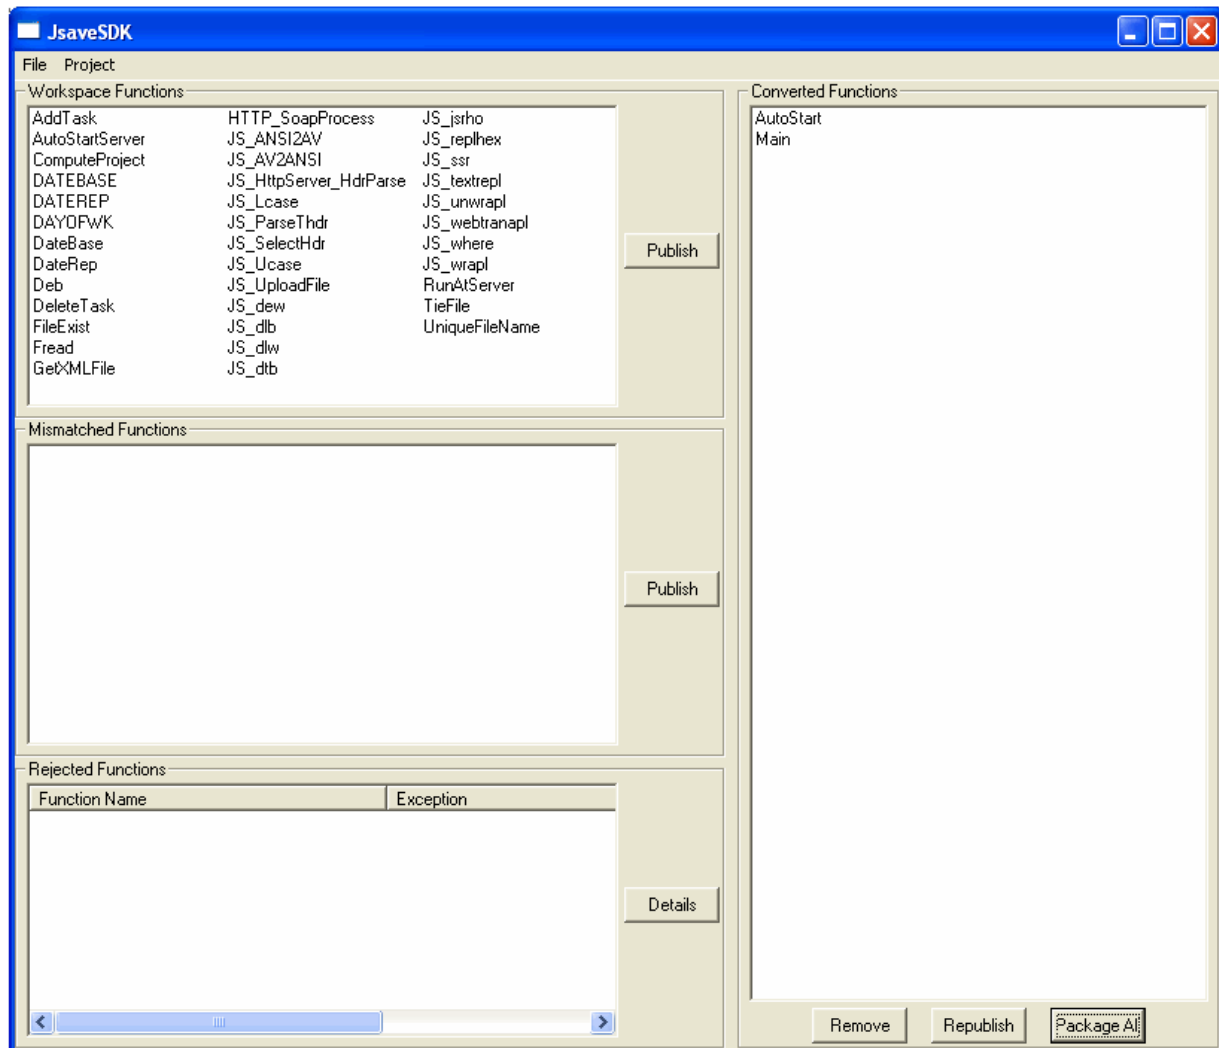 JsaveSDK
File Project
Workspace Functions
AddTask HTTP_SoapProcess JS_jsrho
AutoStartServer JS_ANSI2AV JS_replhex
ComputeProject JS_AV2ANSI JS_ssr
DATEBASE JS_HttpServer_HdrParse JS_textrepl
DATEREP JS_Lcase JS_unwrapl
DAYOFWK JS_ParseThdr JS_webtranapl
DateBase JS_SelectHdr JS_where
DateRep JS_Ucase JS_wrapl
Deb JS_UploadFile RunAtServer
DeleteTask JS_dew TieFile
FileExist JS_dlb UniqueFileName
Fread JS_dlw
GetXMLFile JS_dtb
Publish
Mismatched Functions
Publish
Rejected Functions
Function Name Exception
Details
Converted Functions
AutoStart
Main
Remove Republish Package Al